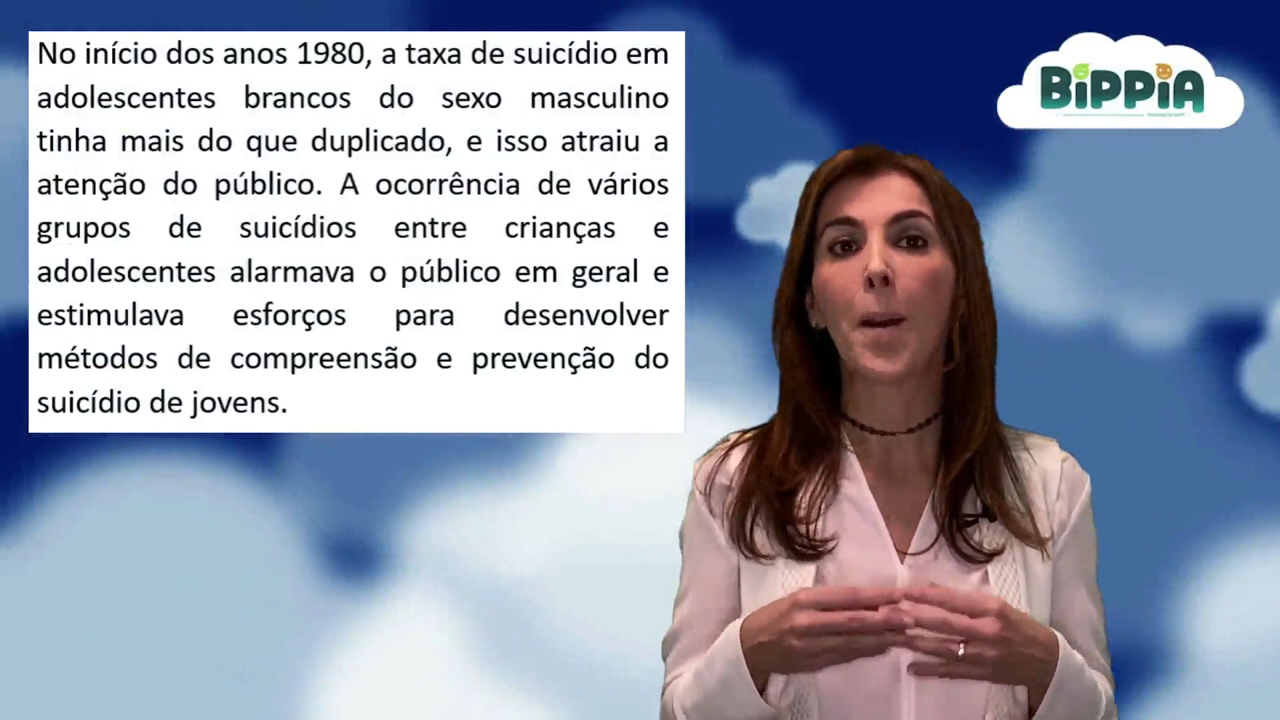 No início dos anos 1980, a taxa de suicídio em
adolescentes brancos do sexo masculino
tinha mais do que duplicado, e isso atraiu a
atenção do público. A ocorrência de vários
grupos de suicídios entre crianças e
adolescentes alarmava o público em geral e
estimulava esforços para desenvolver
métodos de compreensão e prevenção do
suicídio de jovens.
BiPPiA